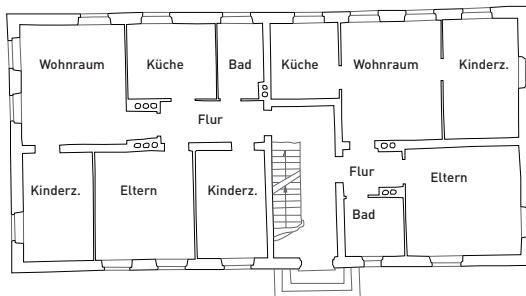 Wohnraum
Küche
Bad
Küche
Wohnraum
Kinderz.
Flur
Flur
Kinderz.
Eltern
Kinderz.
Eltern
Bad